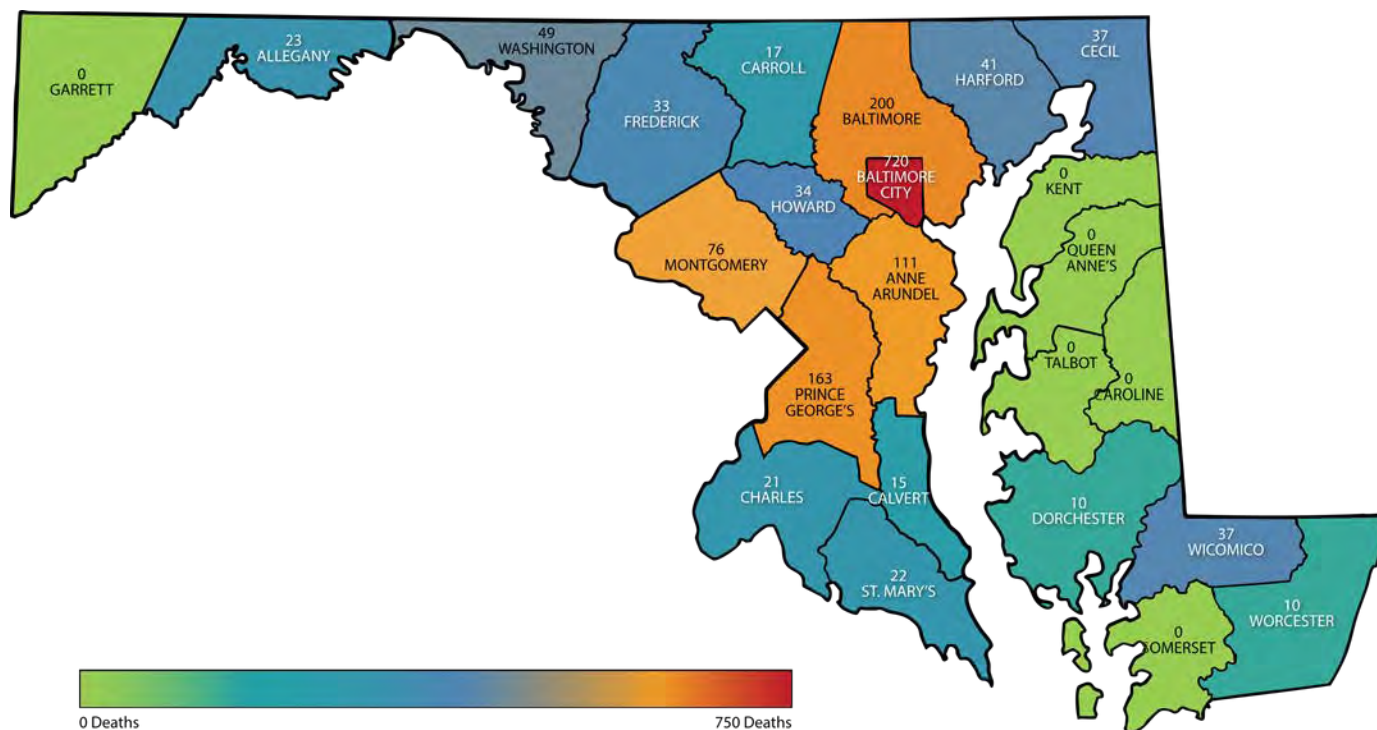 0
GARRETT
23
ALLEGANY
49
WASHINGTON
33
FREDERICK
17
CARROLL
200
BALTIMORE
720
BALTIMORE
CITY
41
HARFORD
37
CECIL
34
HOWARD
76
MONTGOMERY
111
ANNE
ARUNDEL
163
PRINCE
GEORGE'S
0
KENT
0
QUEEN
ANNE'S
0
TALBOT
0
CAROLINE
21
CHARLES
15
CALVERT
22
ST. MARY'S
10
DORCHESTER
37
WICOMICO
10
WORCESTER
0
SOMERSET
0 Deaths
750 Deaths